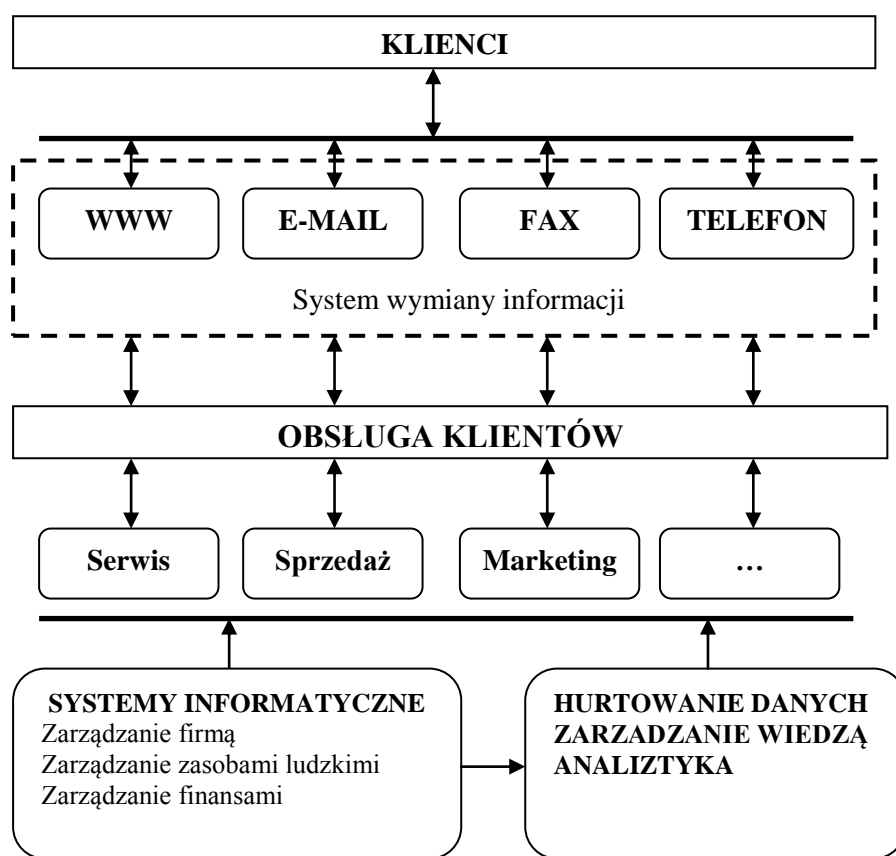 KLIENCI
WWW E-MAIL FAX TELEFON
System wymiany informacji
OBSŁUGA KLIENTÓW
Serwis Sprzedaż Marketing …
SYSTEMY INFORMATYCZNE
Zarządzanie firmą
Zarządzanie zasobami ludzkimi
Zarządzanie finansami
HURTOWANIE DANYCH
ZARZADZANIE WIEDZĄ
ANALIZTYKA